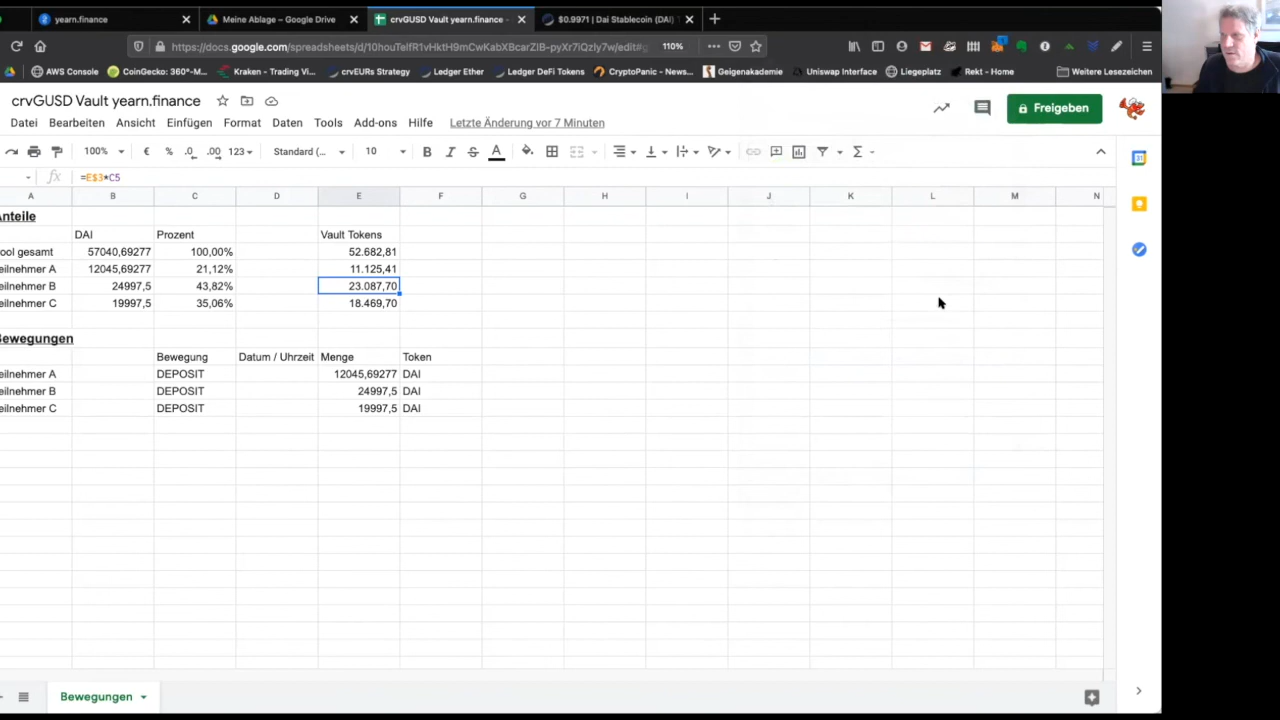 yearn.finance
Meine Ablage – Google Drive
crvGUSD Vault yearn.finance -
$0.9971 | Dai Stablecoin (DAI)
https://docs.google.com/spreadsheets/d/10houTelfR1vHktH9mCwKabXBcarZIB-pyXr7iQzIy7w/edit#g
110%
AWS Console
CoinGecko: 360°-M...
Kraken - Trading Vi...
crvEURs Strategy
Ledger Ether
Ledger DeFi Tokens
CryptoPanic - News...
Geigenakademie
Uniswap Interface
Liegeplatz
Rekt - Home
Weitere Lesezeichen
crvGUSD Vault yearn.finance
Freigeben
Datei Bearbeiten Ansicht Einfügen Format Daten Tools Add-ons Hilfe Letzte Änderung vor 7 Minuten
100% € % .0 .00 123 Standard (... 10 B I S A
fx =E$3*C5
A B C D E F G H I J K L M N
Anteile
DAI Prozent Vault Tokens
ool gesamt 57040,69277 100,00% 52.682,81
eilnehmer A 12045,69277 21,12% 11.125,41
eilnehmer B 24997,5 43,82% 23.087,70
eilnehmer C 19997,5 35,06% 18.469,70
Bewegungen
Bewegung Datum / Uhrzeit Menge Token
eilnehmer A DEPOSIT 12045,69277 DAI
eilnehmer B DEPOSIT 24997,5 DAI
eilnehmer C DEPOSIT 19997,5 DAI
Bewegungen